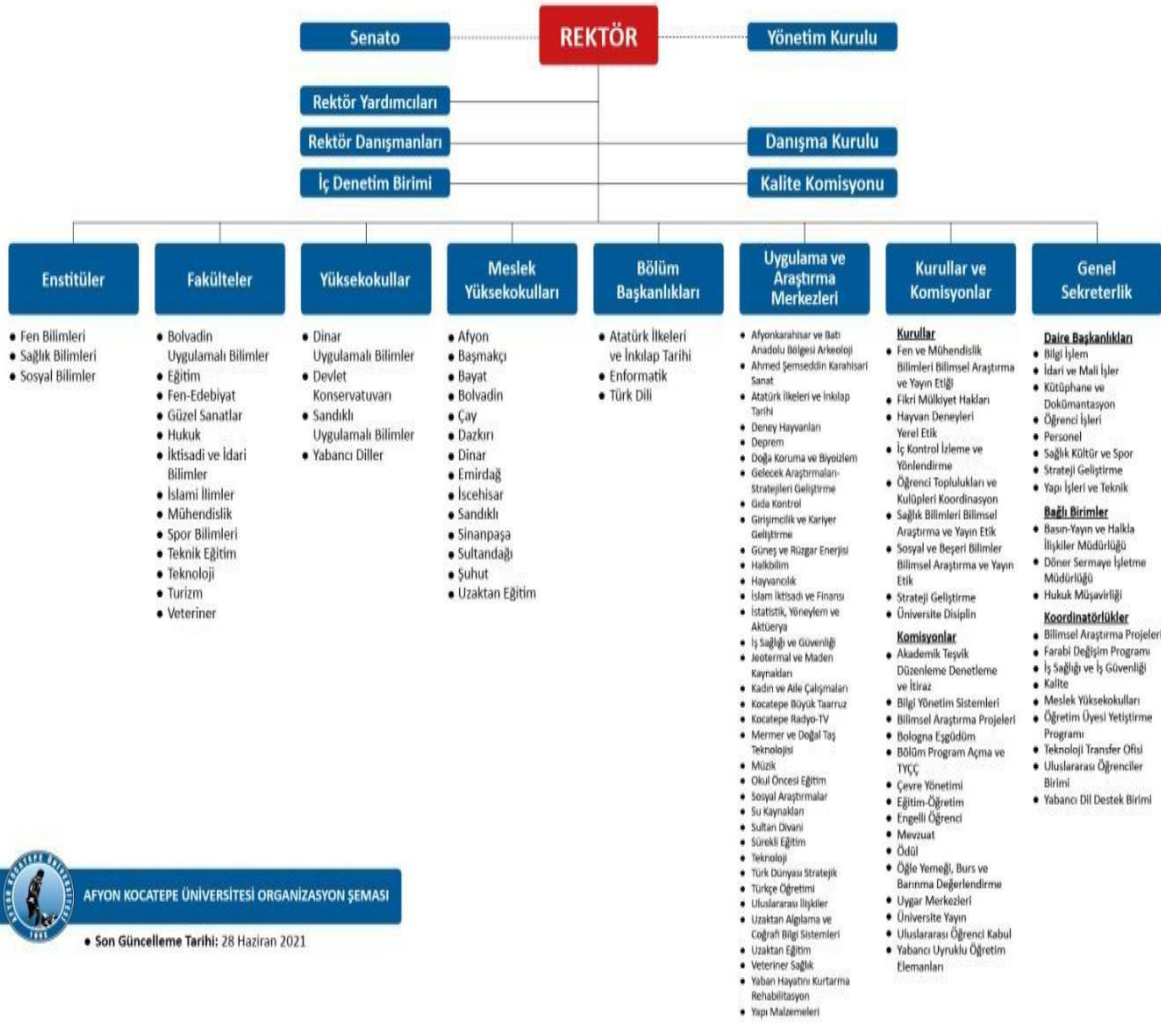 Senato
REKTÖR
Yönetim Kurulu
Rektör Yardımcıları
Rektör Danışmanları
Danışma Kurulu
İç Denetim Birimi
Kalite Komisyonu
Enstitüler
• Fen Bilimleri
• Sağlık Bilimleri
• Sosyal Bilimler
Fakülteler
• Bolvadin
Uygulamalı Bilimler
• Eğitim
• Fen-Edebiyat
• Güzel Sanatlar
• Hukuk
• İktisadi ve İdari
Bilimler
• İslami İlimler
• Mühendislik
• Spor Bilimleri
• Teknik Eğitim
• Teknoloji
• Turizm
• Veteriner
Yüksekokullar
• Dinar
Uygulamalı Bilimler
• Devlet
Konservatuvarı
• Sandıklı
Uygulamalı Bilimler
• Yabancı Diller
Meslek
Yüksekokulları
• Afyon
• Başmakçı
• Bayat
• Bolvadin
• Çay
• Dazkırı
• Dinar
• Emirdağ
• İscehisar
• Sandıklı
• Sinanpaşa
• Sultandağı
• Şuhut
• Uzaktan Eğitim
Bölüm
Başkanlıkları
• Atatürk İlkeleri
ve İnkılap Tarihi
• Enformatik
• Türk Dili
Uygulama ve
Araştırma
Merkezleri
• Afyonkarahisar ve Batı
Anadolu Bölgesi Arkeoloji
• Ahmed Şemseddin Karahisari
Sanat
• Atatürk İlkeleri ve İnkılap
Tarihi
• Deney Hayvanları
• Deprem
• Doğa Koruma ve Biyoizlem
• Gelecek Araştırmaları-
Stratejileri Geliştirme
• Gıda Kontrol
• Girişimcilik ve Kariyer
Geliştirme
• Güneş ve Rüzgar Enerjisi
• Halkbilim
• Hayvancılık
• İslam İktisadi ve Finansı
• İstatistik, Yöneylem ve
Aktüerya
• İş Sağlığı ve Güvenliği
• Jeotermal ve Maden
Kaynakları
• Kadın ve Aile Çalışmaları
• Kocatepe Büyük Taarruz
• Kocatepe Radyo-TV
• Mermer ve Doğal Taş
Teknolojisi
• Müzik
• Okul Öncesi Eğitim
• Sosyal Araştırmalar
• Su Kaynakları
• Sultan Divani
• Sürekli Eğitim
• Teknoloji
• Türk Dünyası Stratejik
• Türkçe Öğretimi
• Uluslararası İlişkiler
• Uzaktan Algılama ve
Coğrafi Bilgi Sistemleri
• Uzaktan Eğitim
• Veteriner Sağlık
• Yaban Hayatını Kurtarma
Rehabilitasyon
• Yapı Malzemeleri
Kurullar ve
Komisyonlar
Kurullar
• Fen ve Mühendislik
Bilimleri Bilimsel Araştırma
ve Yayın Etiği
• Fikri Mülkiyet Hakları
• Hayvan Deneyleri
Yerel Etik
• İç Kontrol İzleme ve
Yönlendirme
• Öğrenci Toplulukları ve
Kulüpleri Koordinasyon
• Sağlık Bilimleri Bilimsel
Araştırma ve Yayın Etik
• Sosyal ve Beşeri Bilimler
Bilimsel Araştırma ve Yayın
Etik
• Strateji Geliştirme
• Üniversite Disiplin
Komisyonlar
• Akademik Teşvik
Düzenleme Denetleme
ve İtiraz
• Bilgi Yönetim Sistemleri
• Bilimsel Araştırma Projeleri
• Bologna Eşgüdüm
• Bölüm Program Açma ve
TYÇÇ
• Çevre Yönetimi
• Eğitim-Öğretim
• Engelli Öğrenci
• Mevzuat
• Ödül
• Öğle Yemeği, Burs ve
Barınma Değerlendirme
• Uygar Merkezleri
• Üniversite Yayın
• Uluslararası Öğrenci Kabul
• Yabancı Uyruklu Öğretim
Elemanları
Genel
Sekreterlik
Daire Başkanlıkları
• Bilgi İşlem
• İdari ve Mali İşler
• Kütüphane ve
Dokümantasyon
• Öğrenci İşleri
• Personel
• Sağlık Kültür ve Spor
• Strateji Geliştirme
• Yapı İşleri ve Teknik
Bağlı Birimler
• Basın-Yayın ve Halkla
İlişkiler Müdürlüğü
• Döner Sermaye İşletme
Müdürlüğü
• Hukuk Müşavirliği
Koordinatörlükler
• Bilimsel Araştırma Projeleri
• Farabi Değişim Programı
• İş Sağlığı ve İş Güvenliği
• Kalite
• Meslek Yüksekokulları
• Öğretim Üyesi Yetiştirme
Programı
• Teknoloji Transfer Ofisi
• Uluslararası Öğrenciler
Birimi
• Yabancı Dil Destek Birimi
AFYON KOCATEPE ÜNİVERSİTESİ
1992
AFYON KOCATEPE ÜNİVERSİTESİ ORGANİZASYON ŞEMASI
• Son Güncelleme Tarihi: 28 Haziran 2021